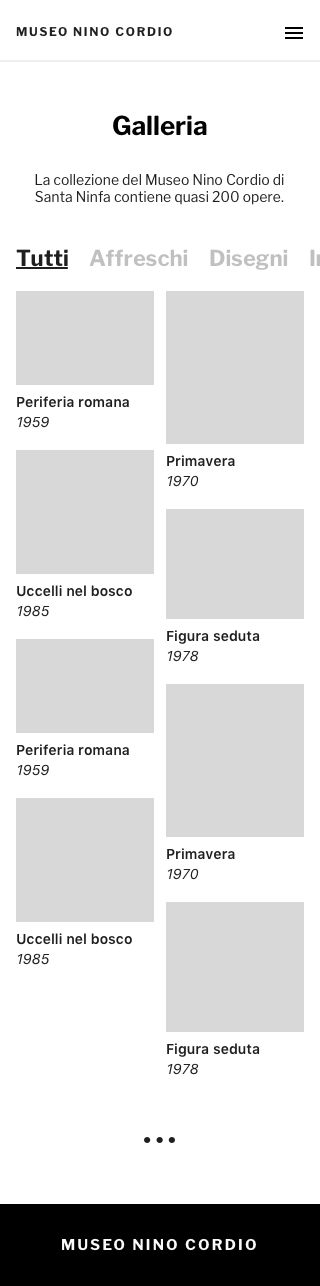 MUSEO NINO CORDIO
Galleria
La collezione del Museo Nino Cordio di
Santa Ninfa contiene quasi 200 opere.
Tutti Affreschi Disegni
Periferia romana
1959
Primavera
1970
Uccelli nel bosco
1985
Figura seduta
1978
Periferia romana
1959
Primavera
1970
Uccelli nel bosco
1985
Figura seduta
1978
MUSEO NINO CORDIO